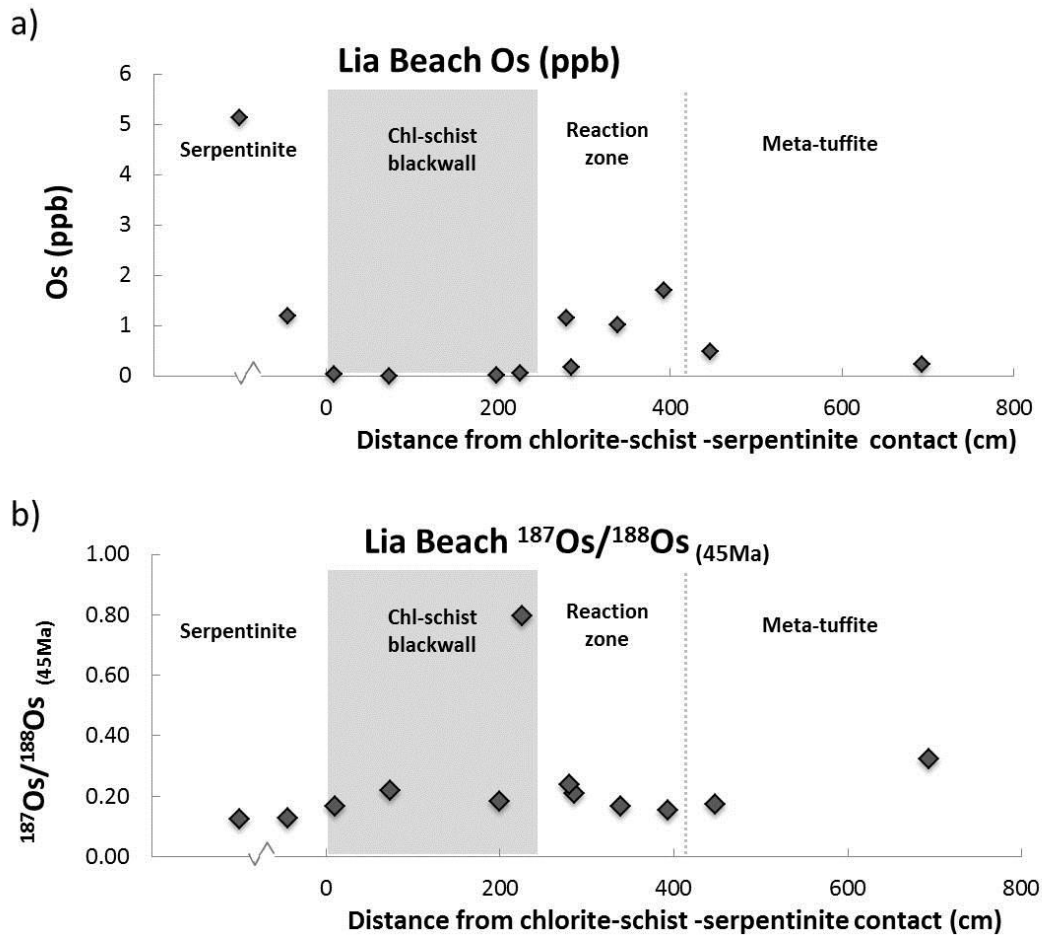 a)
Lia Beach Os (ppb)
6
5
4
3
2
1
0
Os (ppb)
Serpentinite
Chl-schist
blackwall
Reaction
zone
Meta-tuffite
0 200 400 600 800
Distance from chlorite-schist -serpentinite contact (cm)
b)
Lia Beach ¹⁸⁷Os/¹⁸⁸Os (45Ma)
1.00
0.80
0.60
0.40
0.20
0.00
¹⁸⁷Os/¹⁸⁸Os (45Ma)
Serpentinite
Chl-schist
blackwall
Reaction
zone
Meta-tuffite
0 200 400 600 800
Distance from chlorite-schist -serpentinite contact (cm)